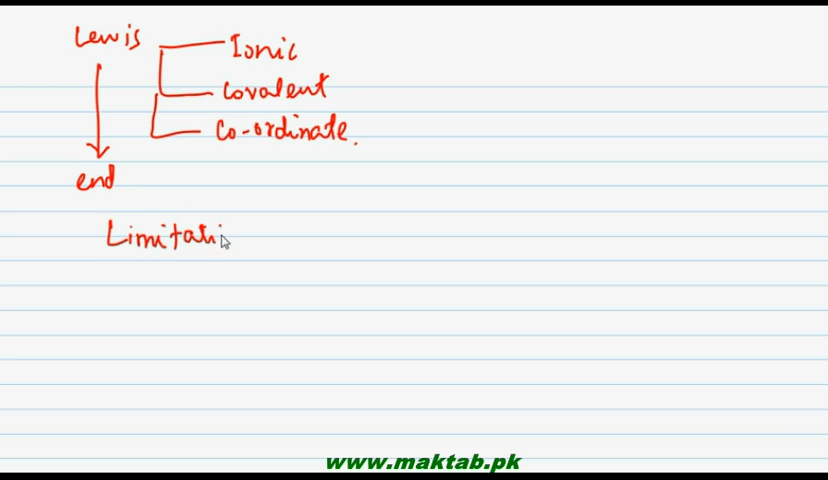 Lewis
Ionic
Covalent
Co-ordinate.
end
Limitati
www.maktab.pk